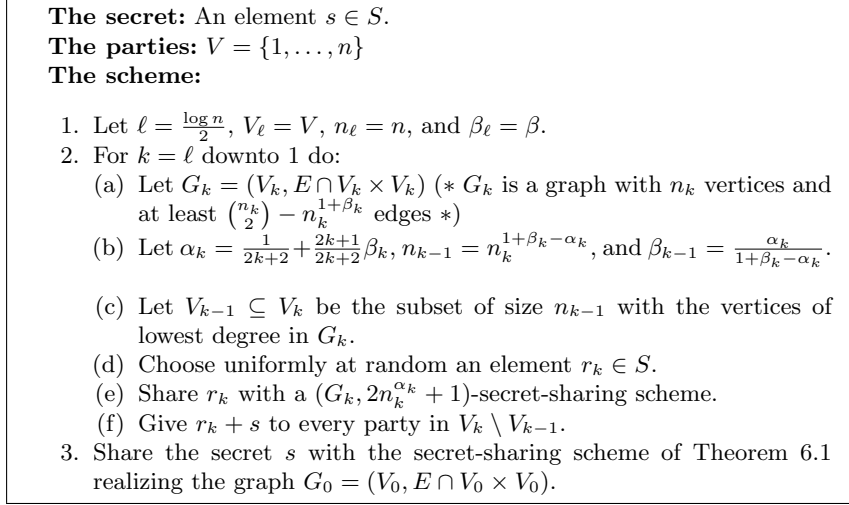 The secret: An element s ∈ S.
The parties: V = {1, . . . , n}
The scheme:
1. Let ℓ = \frac{\log n}{2}, V_ℓ = V, n_ℓ = n, and β_ℓ = β.
2. For k = ℓ downto 1 do:
(a) Let G_k = (V_k, E ∩ V_k × V_k) (∗ G_k is a graph with n_k vertices and
at least \binom{n_k}{2} − n_k^{1+β_k} edges ∗)
(b) Let α_k = \frac{1}{2k+2} + \frac{2k+1}{2k+2}β_k, n_{k−1} = n_k^{1+β_k−α_k}, and β_{k−1} = \frac{α_k}{1+β_k−α_k}.
(c) Let V_{k−1} ⊆ V_k be the subset of size n_{k−1} with the vertices of
lowest degree in G_k.
(d) Choose uniformly at random an element r_k ∈ S.
(e) Share r_k with a (G_k, 2n_k^{α_k} + 1)-secret-sharing scheme.
(f) Give r_k + s to every party in V_k \ V_{k−1}.
3. Share the secret s with the secret-sharing scheme of Theorem 6.1
realizing the graph G_0 = (V_0, E ∩ V_0 × V_0).